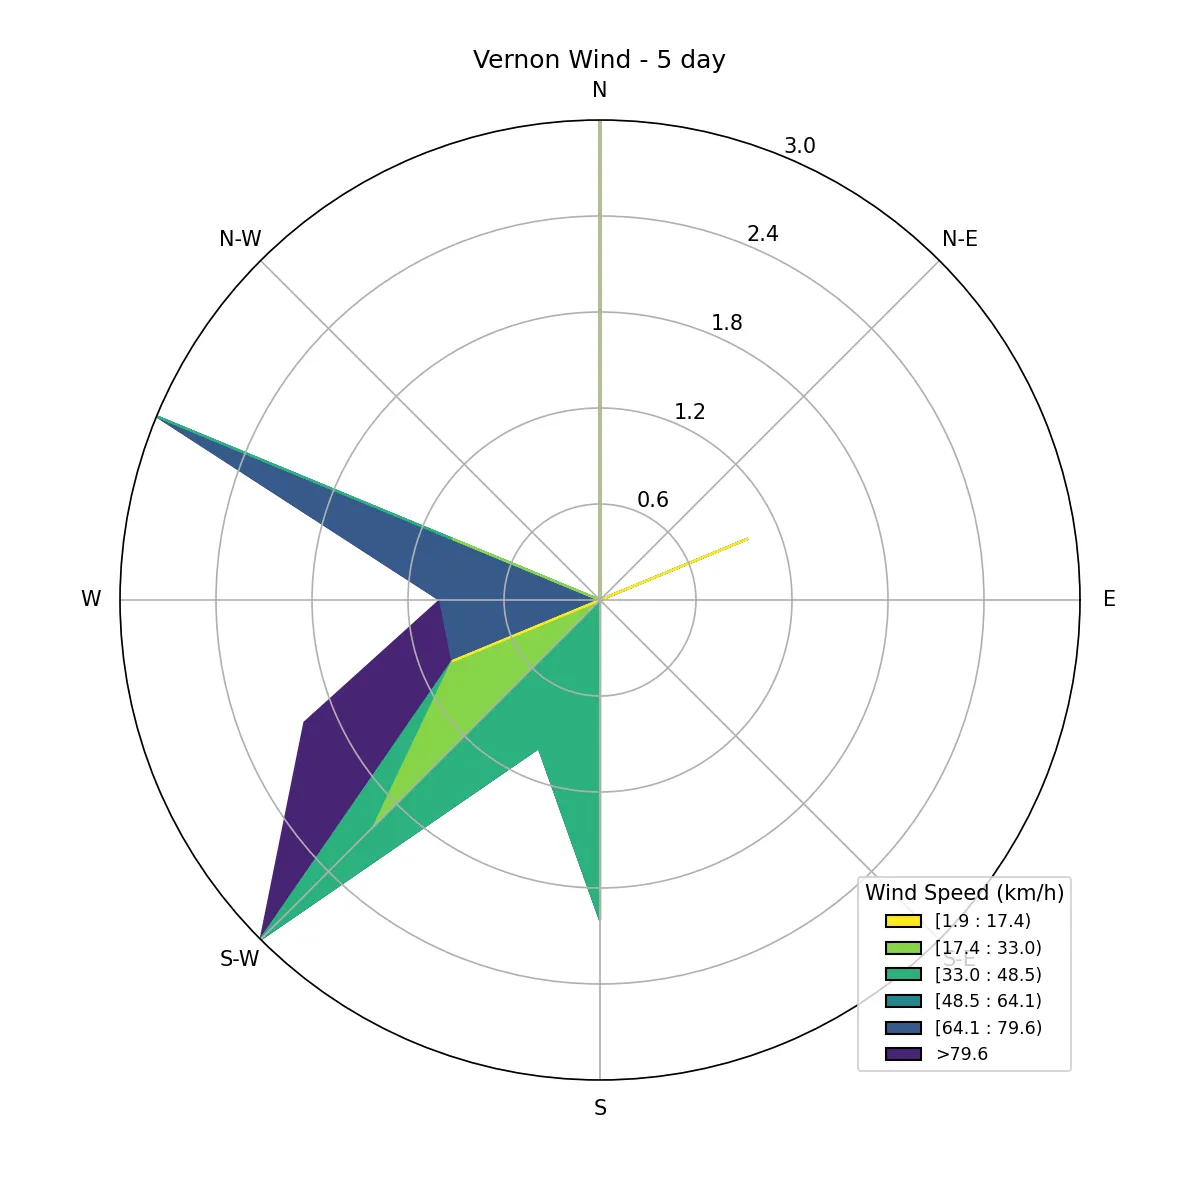 Vernon Wind - 5 day
N
3.0
N-W
N-E
2.4
1.8
1.2
0.6
W
E
S-W
S-E
S
Wind Speed (km/h)
[1.9 : 17.4)
[17.4 : 33.0)
[33.0 : 48.5)
[48.5 : 64.1)
[64.1 : 79.6)
>79.6